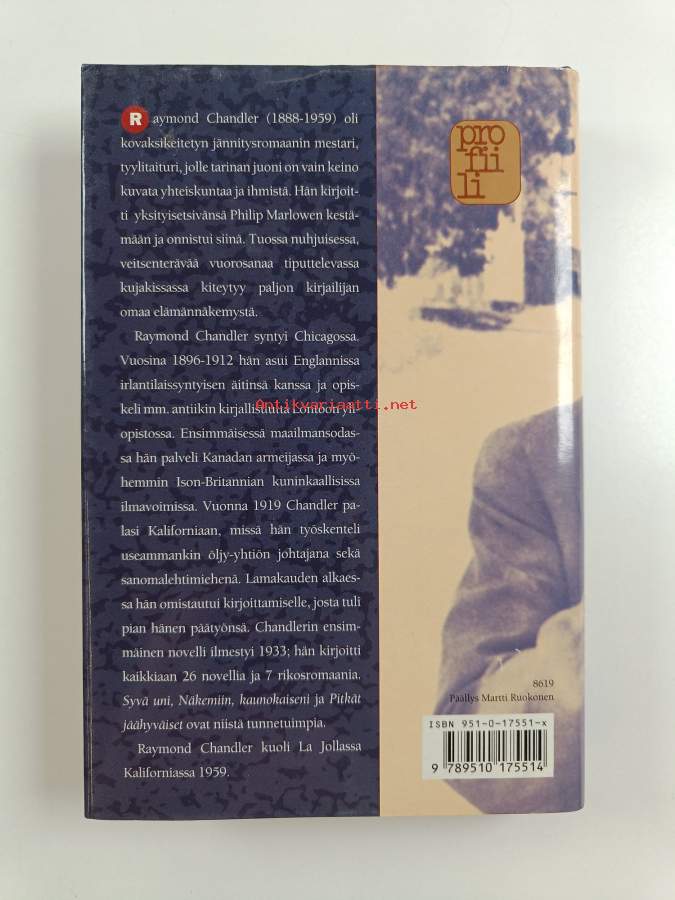 Raymond Chandler (1888-1959) oli
kovaksikeitetyn jännitysromaanin mestari,
tyylitaituri, jolle tarinan juoni on vain keino
kuvata yhteiskuntaa ja ihmistä. Hän kirjoit-
ti yksityisetsivänsä Philip Marlowen kestä-
mään ja onnistui siinä. Tuossa nuhjuisessa,
veitsenterävää vuorosanaa tiputtelevassa
kujakissassa kiteytyy paljon kirjailijan
omaa elämännäkemystä.
Raymond Chandler syntyi Chicagossa.
Vuosina 1896-1912 hän asui Englannissa
irlantilaissyntyisen äitinsä kanssa ja opis-
keli mm. antiikin kirjallisuutta Lontoon yli-
opistossa. Ensimmäisessä maailmansodas-
sa hän palveli Kanadan armeijassa ja myö-
hemmin Ison-Britannian kuninkaallisissa
ilmavoimissa. Vuonna 1919 Chandler pa-
lasi Kaliforniaan, missä hän työskenteli
useammankin öljy-yhtiön johtajana sekä
sanomalehtimiehenä. Lamakauden alkaes-
sa hän omistautui kirjoittamiselle, josta tuli
pian hänen päätyönsä. Chandlerin ensim-
mäinen novelli ilmestyi 1933; hän kirjoitti
kaikkiaan 26 novellia ja 7 rikosromaania.
Syvä uni, Näkemiin, kaunokaiseni ja Pitkät
jäähyväiset ovat niistä tunnetuimpia.
Raymond Chandler kuoli La Jollassa
Kaliforniassa 1959.
pro
fii
li
Antikvariaatti.net
8619
Päällys Martti Ruokonen
ISBN 951-0-17551-x
9 789510 175514